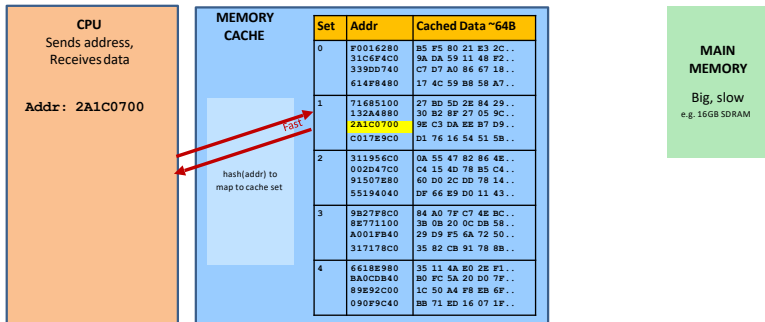 CPU
Sends address,
Receives data
Addr: 2A1C0700
MEMORY
CACHE
hash(addr) to
map to cache set
Fast
Set Addr Cached Data ~64B
0 F0016280 B5 F5 80 21 E3 2C..
31C6F4C0 9A DA 59 11 48 F2..
339DD740 C7 D7 A0 86 67 18..
614F8480 17 4C 59 B8 58 A7..
1 71685100 27 BD 5D 2E 84 29..
132A4880 30 B2 8F 27 05 9C..
2A1C0700 9E C3 DA EE B7 D9..
C017E9C0 D1 76 16 54 51 5B..
2 311956C0 0A 55 47 82 86 4E..
002D47C0 C4 15 4D 78 B5 C4..
91507E80 60 D0 2C DD 78 14..
55194040 DF 66 E9 D0 11 43..
3 9B27F8C0 84 A0 7F C7 4E BC..
8E771100 3B 0B 20 0C DB 58..
A001FB40 29 D9 F5 6A 72 50..
317178C0 35 82 CB 91 78 8B..
4 6618E980 35 11 4A E0 2E F1..
BA0CDB40 B0 FC 5A 20 D0 7F..
89E92C00 1C 50 A4 F8 EB 6F..
090F9C40 BB 71 ED 16 07 1F..
MAIN
MEMORY
Big, slow
e.g. 16GB SDRAM